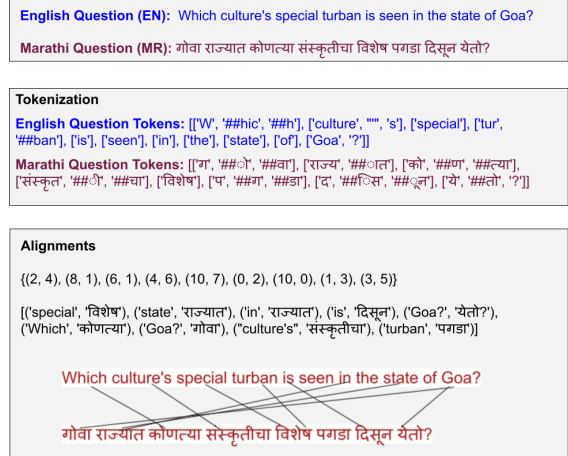 English Question (EN): Which culture's special turban is seen in the state of Goa?
Marathi Question (MR): गोवा राज्यात कोणत्या संस्कृतीचा विशेष पगडा दिसून येतो?
Tokenization
English Question Tokens: [['W', '##hic', '##h'], ['culture', "'", 's'], ['special'], ['tur',
'##ban'], ['is'], ['seen'], ['in'], ['the'], ['state'], ['of'], ['Goa', '?']]
Marathi Question Tokens: [['ग', '##ो', '##वा'], ['राज्य', '##ात'], ['को', '##ण', '##त्या'],
['संस्कृत', '##ी', '##चा'], ['विशेष'], ['प', '##ग', '##डा'], ['द', '##िस', '##ून'], ['ये', '##तो', '?']]
Alignments
{(2, 4), (8, 1), (6, 1), (4, 6), (10, 7), (0, 2), (10, 0), (1, 3), (3, 5)}
[('special', 'विशेष'), ('state', 'राज्यात'), ('in', 'राज्यात'), ('is', 'दिसून'), ('Goa?', 'येतो?'),
('Which', 'कोणत्या'), ('Goa?', 'गोवा'), ("culture's", 'संस्कृतीचा'), ('turban', 'पगडा')]
Which culture's special turban is seen in the state of Goa?
गोवा राज्यात कोणत्या संस्कृतीचा विशेष पगडा दिसून येतो?